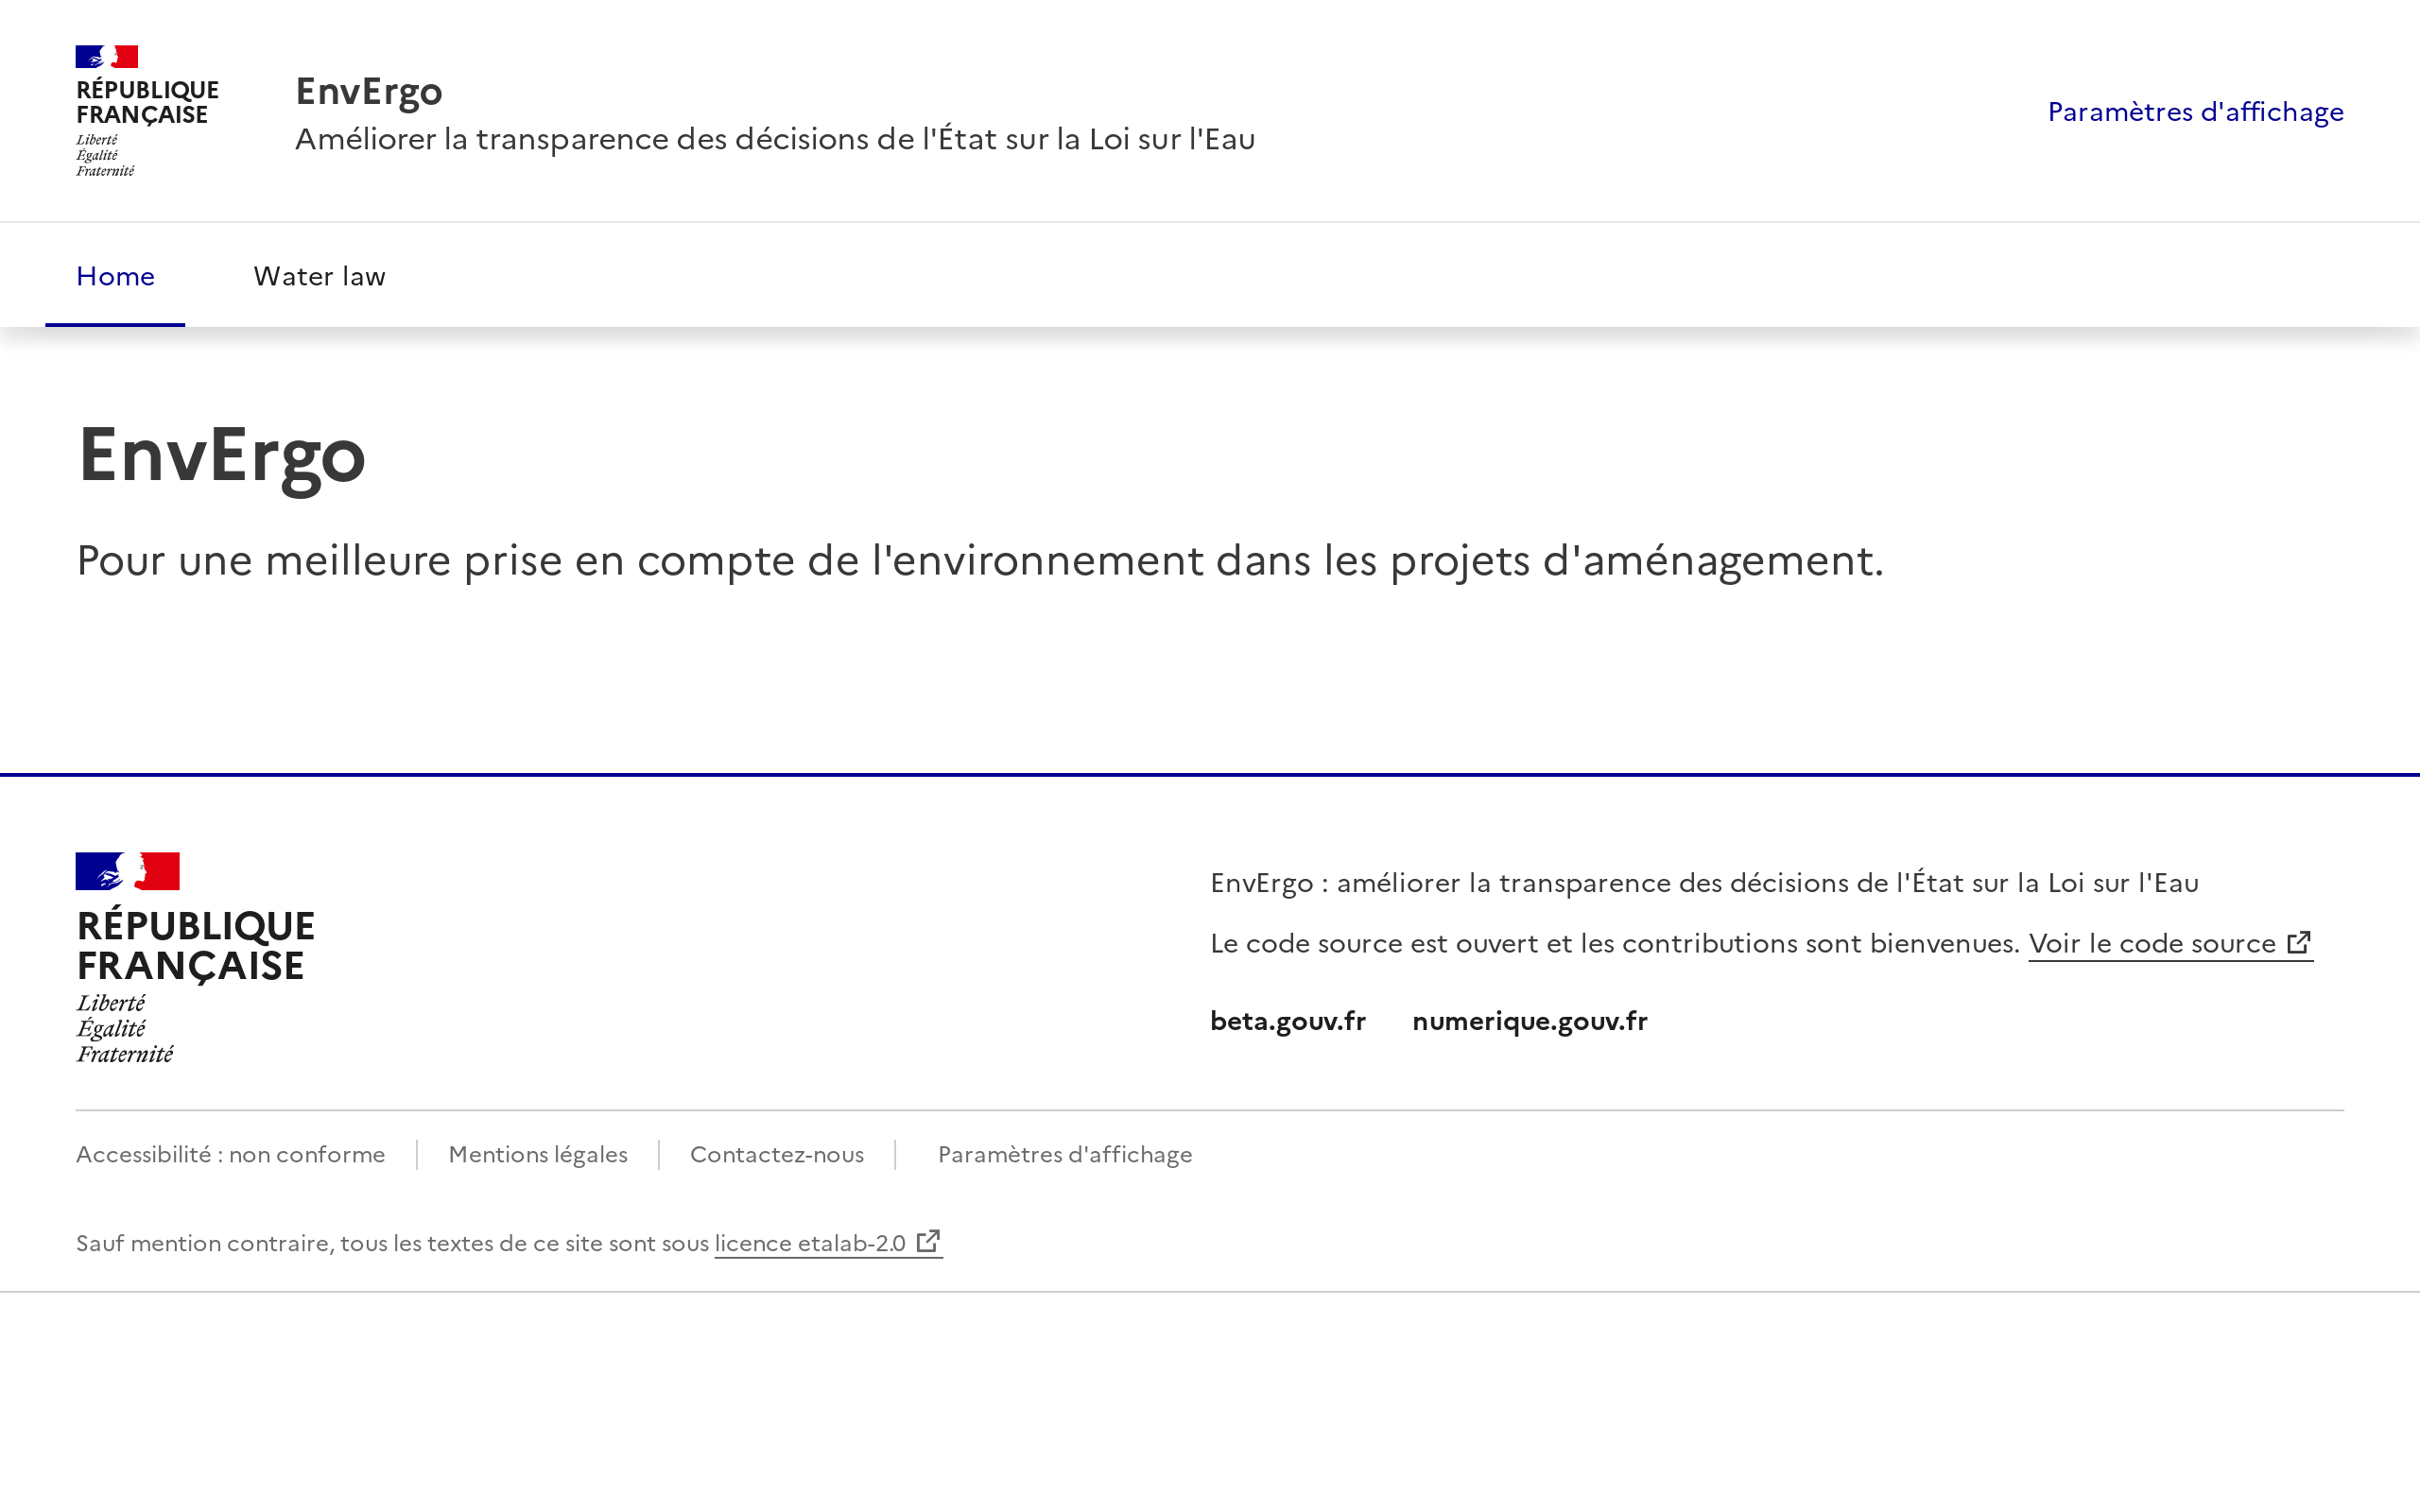 RÉPUBLIQUE
FRANÇAISE
Liberté
Égalité
Fraternité
EnvErgo
Améliorer la transparence des décisions de l'État sur la Loi sur l'Eau
Paramètres d'affichage
Home
Water law
EnvErgo
Pour une meilleure prise en compte de l'environnement dans les projets d'aménagement.
RÉPUBLIQUE
FRANÇAISE
Liberté
Égalité
Fraternité
EnvErgo : améliorer la transparence des décisions de l'État sur la Loi sur l'Eau
Le code source est ouvert et les contributions sont bienvenues. Voir le code source
beta.gouv.fr
numerique.gouv.fr
Accessibilité : non conforme
Mentions légales
Contactez-nous
Paramètres d'affichage
Sauf mention contraire, tous les textes de ce site sont sous licence etalab-2.0